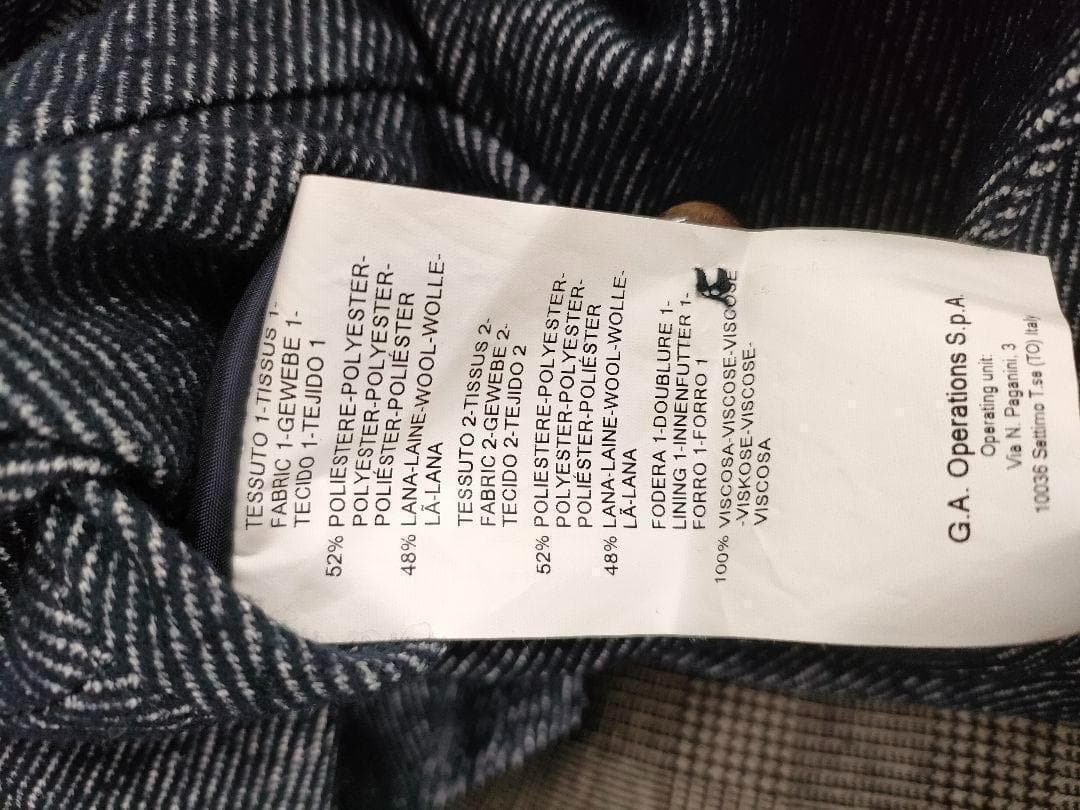 TESSUTO 1-TISSUS 1-
FABRIC 1-GEWEBE 1-
TECIDO 1-TEJIDO 1
52% POLIESTERE-POLYESTER-
POLYESTER-POLYESTER-
POLIÉSTER-POLIÉSTER
48% LANA-LAINE-WOOL-WOLLE-
LÃ-LANA
TESSUTO 2-TISSUS 2-
FABRIC 2-GEWEBE 2-
TECIDO 2-TEJIDO 2
52% POLIESTERE-POLYESTER-
POLYESTER-POLYESTER-
POLIÉSTER-POLIÉSTER
48% LANA-LAINE-WOOL-WOLLE-
LÃ-LANA
FODERA 1-DOUBLURE 1-
LINING 1-INNENFUTTER 1-
FORRO 1-FORRO 1
100% VISCOSA-VISCOSE-VISCOSE
-VISKOSE-VISCOSE-
VISCOSA
G.A. Operations S.p.A.
Operating unit:
Via N. Paganini, 3
10036 Settimo T.se (TO) Italy